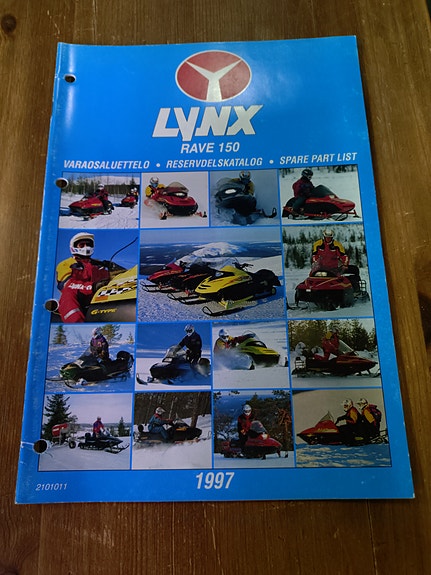 LYNX
RAVE 150
VARAOSALUETTELO • RESERVDELSKATALOG • SPARE PART LIST
1997
2101011